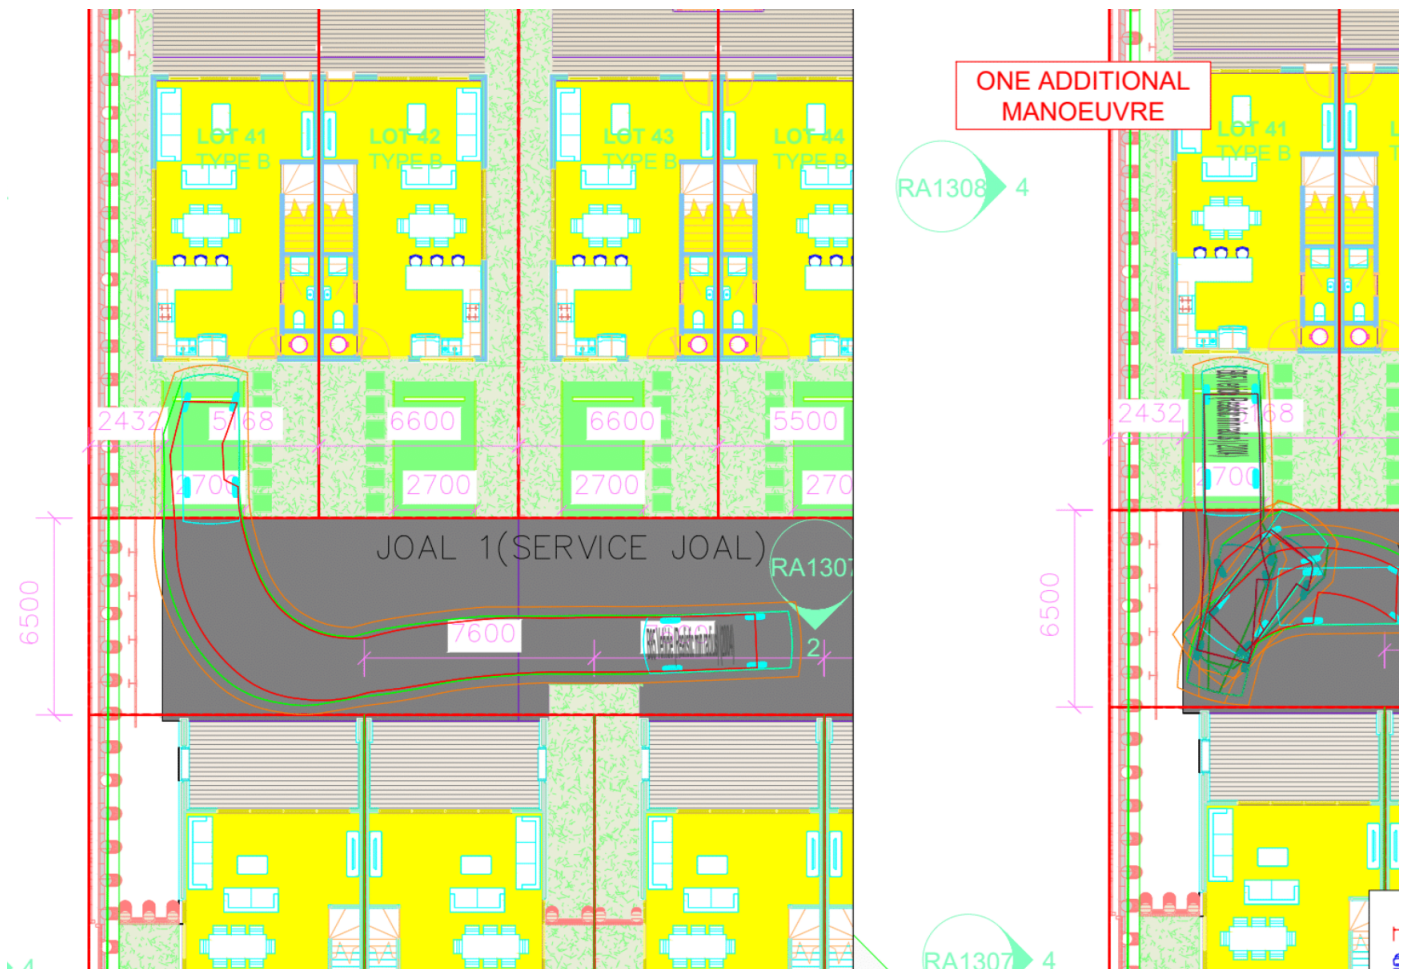 ONE ADDITIONAL
MANOEUVRE
LOT 41
TYPE B
LOT 42
TYPE B
LOT 43
TYPE B
LOT 44
TYPE B
LOT 41
TYPE B
RA1308
4
2432
5168
6600
6600
5500
2432
2700
2700
2700
270
2700
JOAL 1(SERVICE JOAL)
RA1307
2
6500
7600
6500
RA1307
4
4